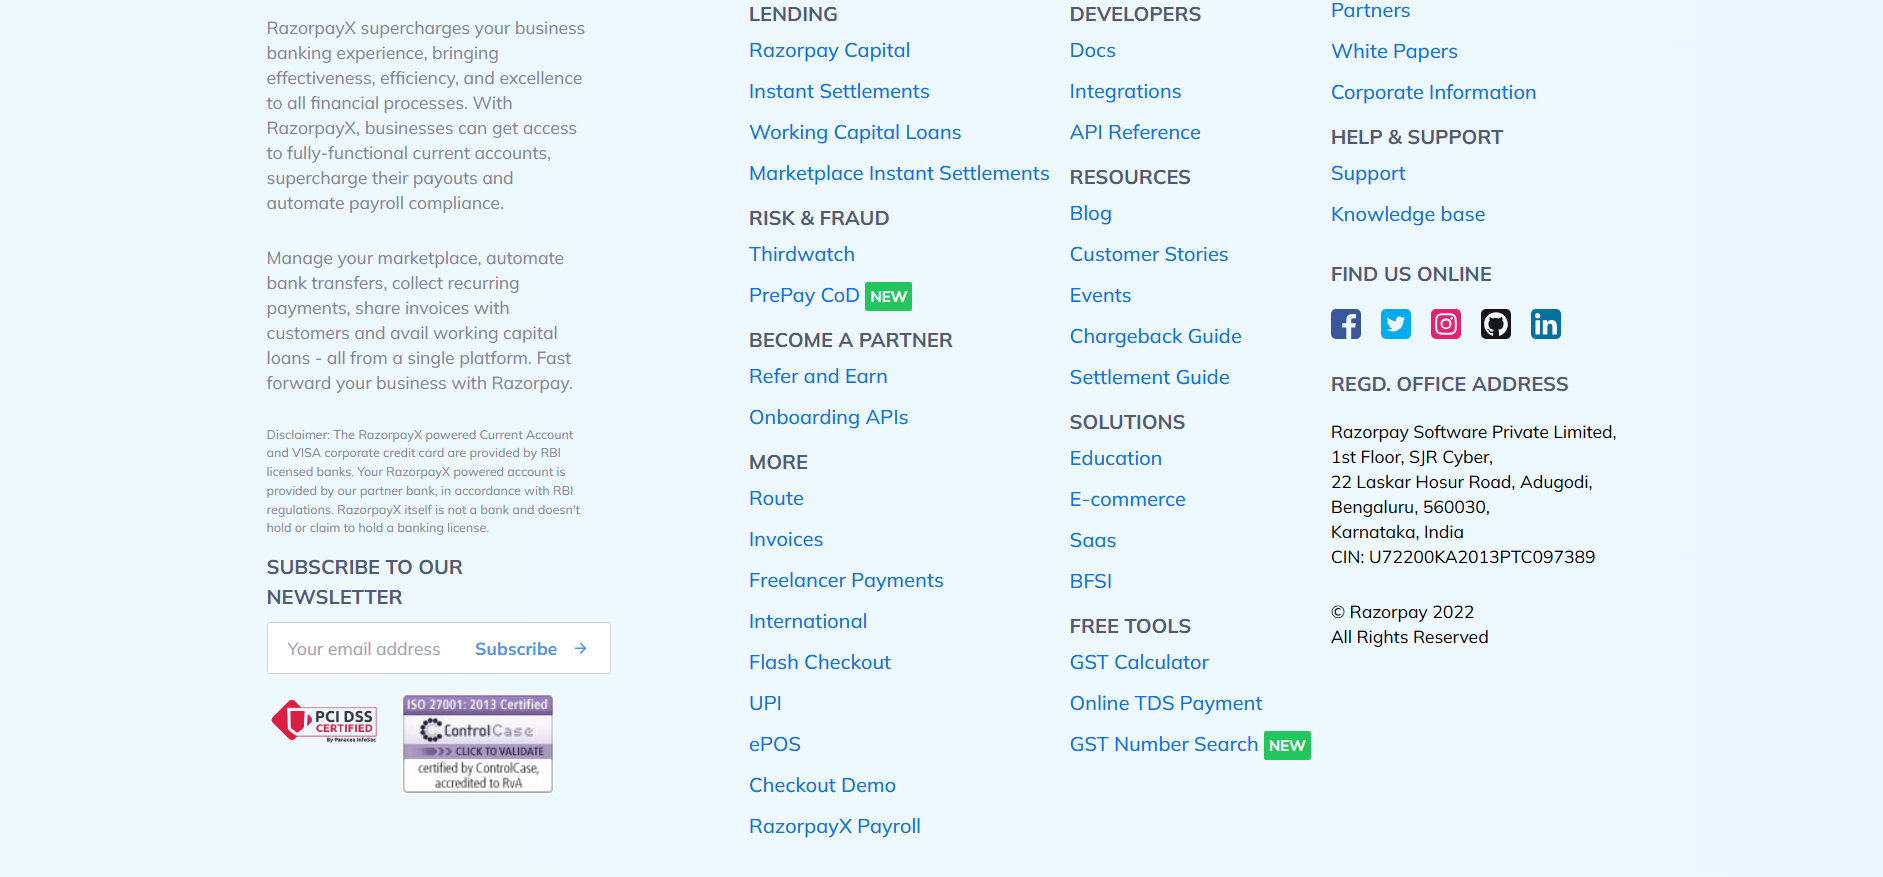 RazorpayX supercharges your business
banking experience, bringing
effectiveness, efficiency, and excellence
to all financial processes. With
RazorpayX, businesses can get access
to fully-functional current accounts,
supercharge their payouts and
automate payroll compliance.
Manage your marketplace, automate
bank transfers, collect recurring
payments, share invoices with
customers and avail working capital
loans - all from a single platform. Fast
forward your business with Razorpay.
Disclaimer: The RazorpayX powered Current Account
and VISA corporate credit card are provided by RBI
licensed banks. Your RazorpayX powered account is
provided by our partner bank, in accordance with RBI
regulations. RazorpayX itself is not a bank and doesn't
hold or claim to hold a banking license.
SUBSCRIBE TO OUR
NEWSLETTER
Your email address Subscribe →
PCI DSS
CERTIFIED
By Panacea InfoSec
ISO 27001: 2013 Certified
ControlCase
>>> CLICK TO VALIDATE
certified by ControlCase,
accredited to RvA
LENDING
Razorpay Capital
Instant Settlements
Working Capital Loans
Marketplace Instant Settlements
RISK & FRAUD
Thirdwatch
PrePay CoD NEW
BECOME A PARTNER
Refer and Earn
Onboarding APIs
MORE
Route
Invoices
Freelancer Payments
International
Flash Checkout
UPI
ePOS
Checkout Demo
RazorpayX Payroll
DEVELOPERS
Docs
Integrations
API Reference
RESOURCES
Blog
Customer Stories
Events
Chargeback Guide
Settlement Guide
SOLUTIONS
Education
E-commerce
Saas
BFSI
FREE TOOLS
GST Calculator
Online TDS Payment
GST Number Search NEW
Partners
White Papers
Corporate Information
HELP & SUPPORT
Support
Knowledge base
FIND US ONLINE
REGD. OFFICE ADDRESS
Razorpay Software Private Limited,
1st Floor, SJR Cyber,
22 Laskar Hosur Road, Adugodi,
Bengaluru, 560030,
Karnataka, India
CIN: U72200KA2013PTC097389
© Razorpay 2022
All Rights Reserved